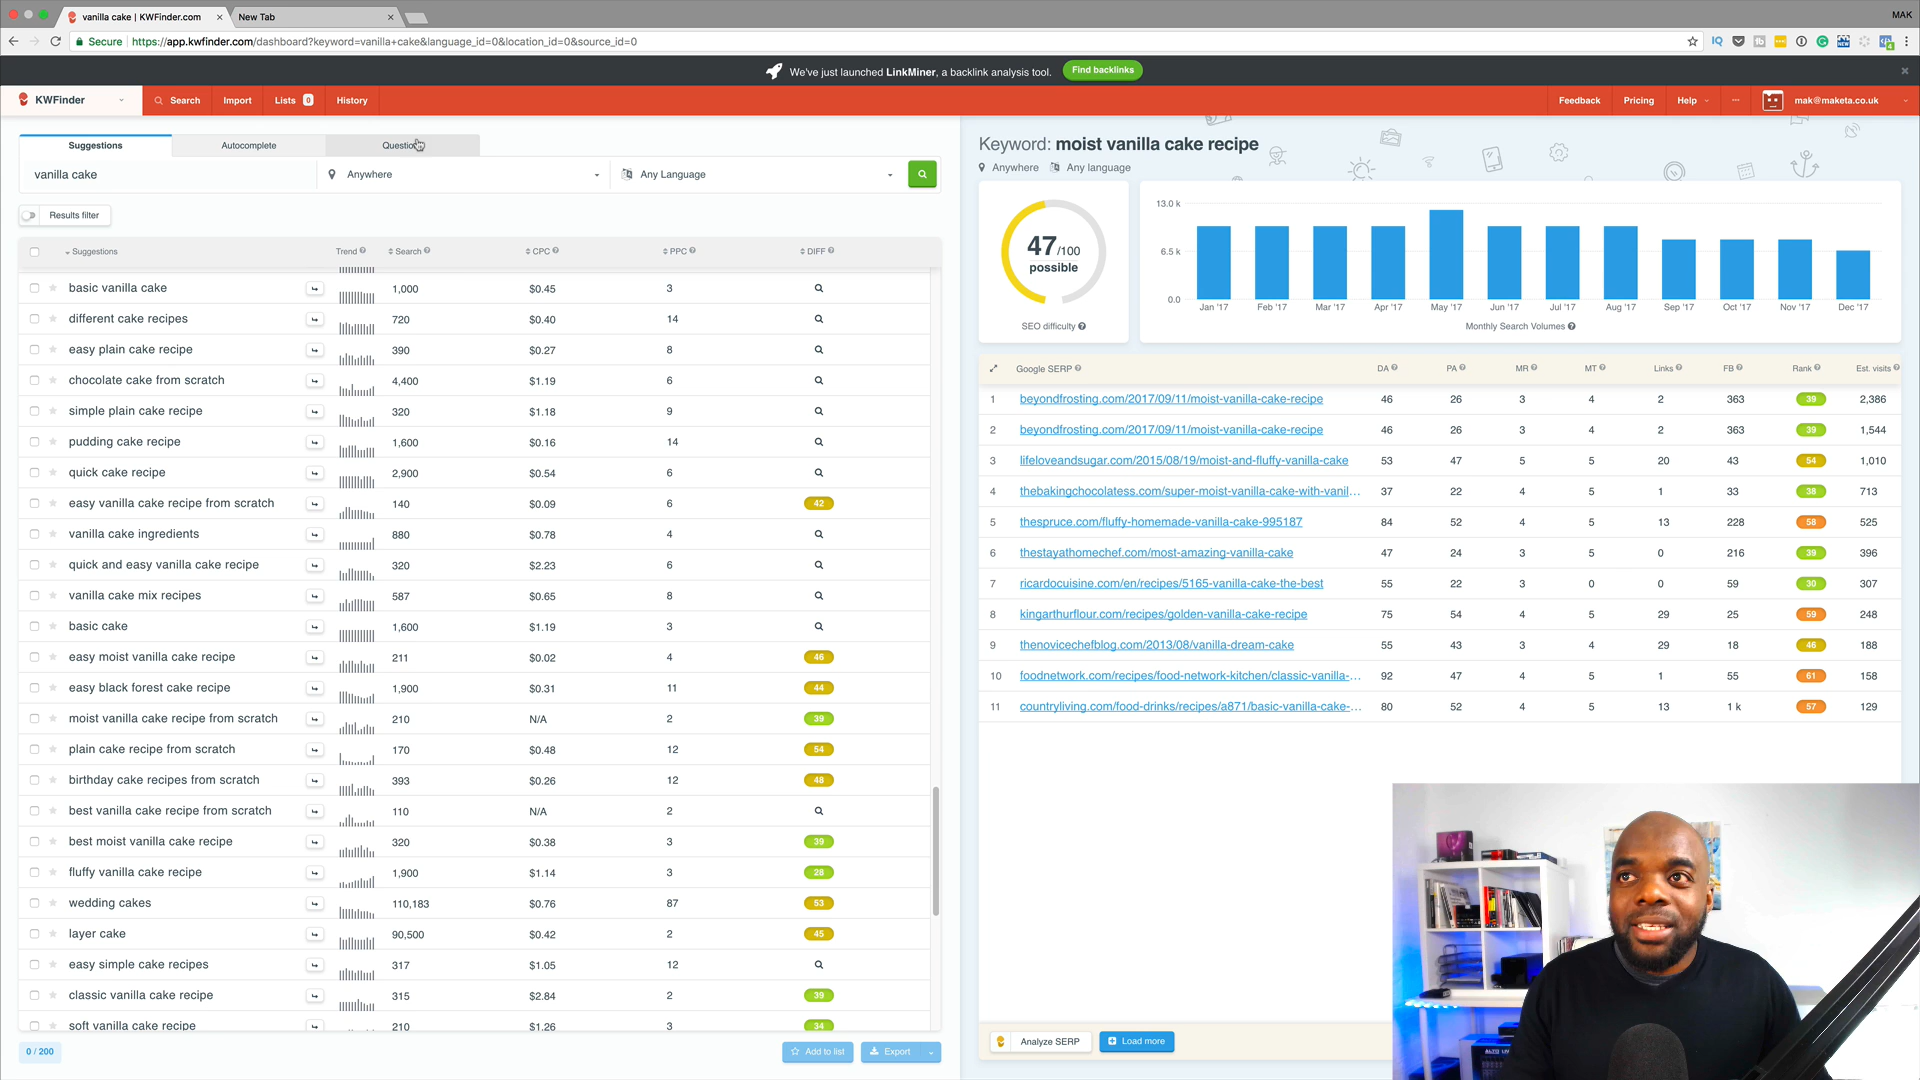 vanilla cake | KWFinder.com
New Tab
MAK
Secure
https://app.kwfinder.com/dashboard?keyword=vanilla+cake&language_id=0&location_id=0&source_id=0
We've just launched LinkMiner, a backlink analysis tool. Find backlinks
KWFinder Search Import Lists 0 History Feedback Pricing Help mak@maketa.co.uk
Suggestions Autocomplete Questions
vanilla cake Anywhere Any Language
Results filter
Suggestions Trend Search CPC PPC DIFF
basic vanilla cake 1,000 $0.45 3
different cake recipes 720 $0.40 14
easy plain cake recipe 390 $0.27 8
chocolate cake from scratch 4,400 $1.19 6
simple plain cake recipe 320 $1.18 9
pudding cake recipe 1,600 $0.16 14
quick cake recipe 2,900 $0.54 6
easy vanilla cake recipe from scratch 140 $0.09 6 42
vanilla cake ingredients 880 $0.78 4
quick and easy vanilla cake recipe 320 $2.23 6
vanilla cake mix recipes 587 $0.65 8
basic cake 1,600 $1.19 3
easy moist vanilla cake recipe 211 $0.02 4 46
easy black forest cake recipe 1,900 $0.31 11 44
moist vanilla cake recipe from scratch 210 N/A 2 39
plain cake recipe from scratch 170 $0.48 12 54
birthday cake recipes from scratch 393 $0.26 12 48
best vanilla cake recipe from scratch 110 N/A 2
best moist vanilla cake recipe 320 $0.38 3 39
fluffy vanilla cake recipe 1,900 $1.14 3 28
wedding cakes 110,183 $0.76 87 53
layer cake 90,500 $0.42 2 45
easy simple cake recipes 317 $1.05 12
classic vanilla cake recipe 315 $2.84 2 39
soft vanilla cake recipe 210 $1.26 3 34
0 / 200 Add to list Export
Keyword: moist vanilla cake recipe
Anywhere Any language
47/100
possible
SEO difficulty
13.0 k
6.5 k
0.0
Jan '17 Feb '17 Mar '17 Apr '17 May '17 Jun '17 Jul '17 Aug '17 Sep '17 Oct '17 Nov '17 Dec '17
Monthly Search Volumes
Google SERP DA PA MR MT Links FB Rank Est. visits
1 beyondfrosting.com/2017/09/11/moist-vanilla-cake-recipe 46 26 3 4 2 363 39 2,386
2 beyondfrosting.com/2017/09/11/moist-vanilla-cake-recipe 46 26 3 4 2 363 39 1,544
3 lifeloveandsugar.com/2015/08/19/moist-and-fluffy-vanilla-cake 53 47 5 5 20 43 54 1,010
4 thebakingchocolatess.com/super-moist-vanilla-cake-with-vanil... 37 22 4 5 1 33 38 713
5 thespruce.com/fluffy-homemade-vanilla-cake-995187 84 52 4 5 13 228 58 525
6 thestayathomechef.com/most-amazing-vanilla-cake 47 24 3 5 0 216 39 396
7 ricardocuisine.com/en/recipes/5165-vanilla-cake-the-best 55 22 3 0 0 59 30 307
8 kingarthurflour.com/recipes/golden-vanilla-cake-recipe 75 54 4 5 29 25 59 248
9 thenovicechefblog.com/2013/08/vanilla-dream-cake 55 43 3 4 29 18 46 188
10 foodnetwork.com/recipes/food-network-kitchen/classic-vanilla-... 92 47 4 5 1 55 61 158
11 countryliving.com/food-drinks/recipes/a871/basic-vanilla-cake-... 80 52 4 5 13 1 k 57 129
Analyze SERP Load more